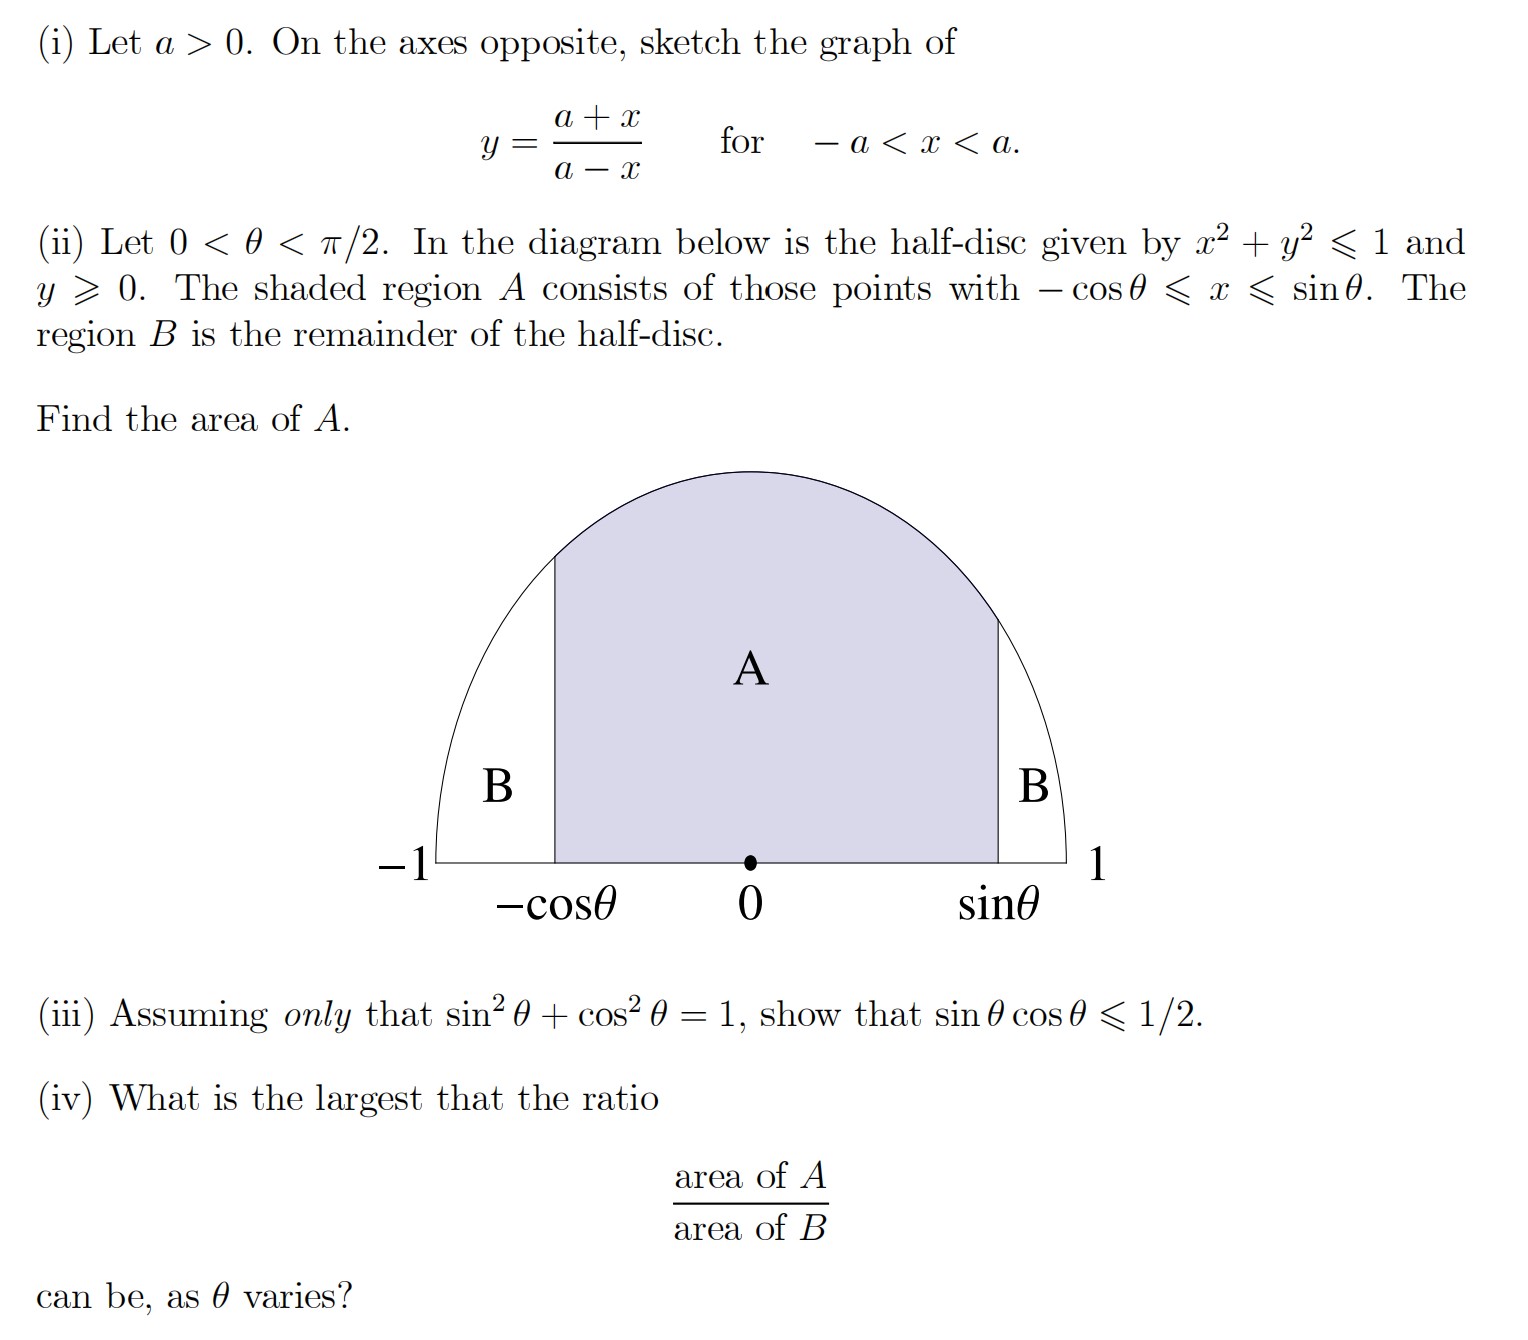 (i) Let a > 0. On the axes opposite, sketch the graph of
y = \frac{a + x}{a - x} for − a < x < a.
(ii) Let 0 < θ < π/2. In the diagram below is the half-disc given by x² + y² ⩽ 1 and
y ⩾ 0. The shaded region A consists of those points with − cos θ ⩽ x ⩽ sin θ. The
region B is the remainder of the half-disc.
Find the area of A.
A
B B
−1 1
−cosθ 0 sinθ
(iii) Assuming only that sin² θ + cos² θ = 1, show that sin θ cos θ ⩽ 1/2.
(iv) What is the largest that the ratio
area of A
area of B
can be, as θ varies?